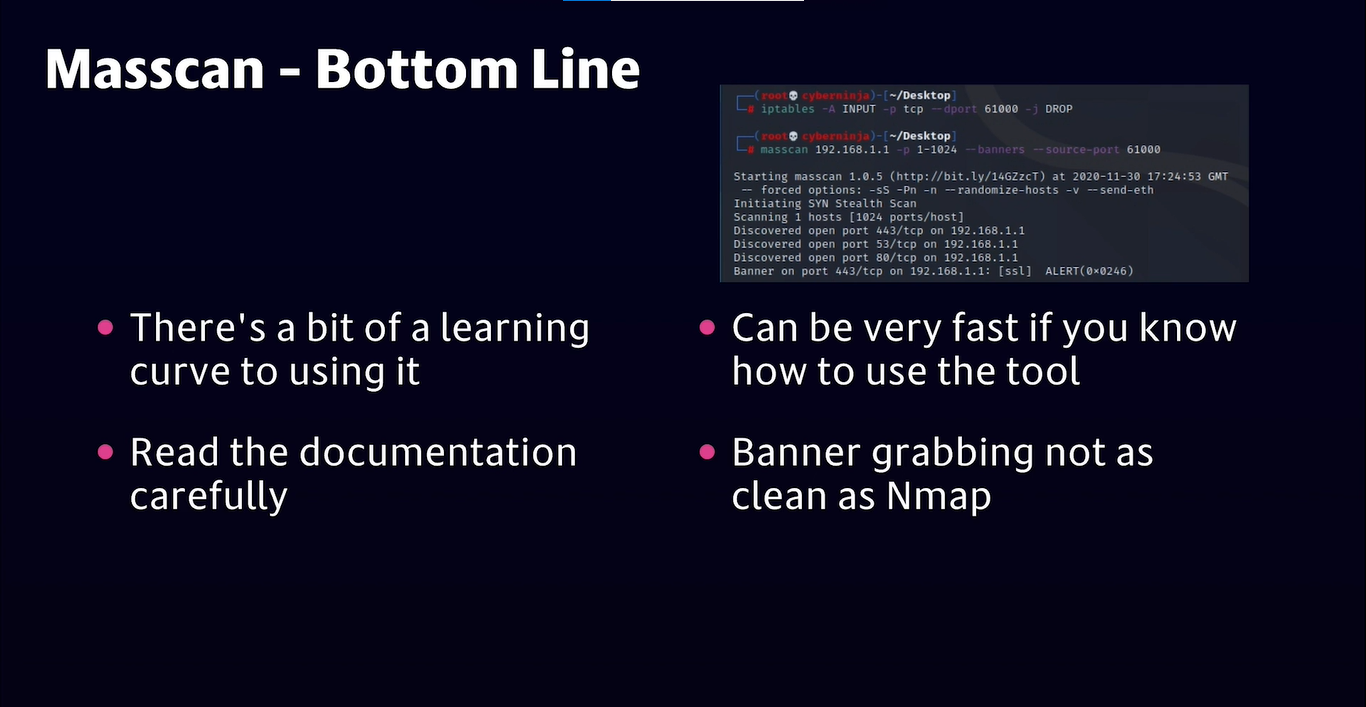 Masscan - Bottom Line
┌──(root💀cyberninja)-[~/Desktop]
└─# iptables -A INPUT -p tcp --dport 61000 -j DROP
┌──(root💀cyberninja)-[~/Desktop]
└─# masscan 192.168.1.1 -p 1-1024 --banners --source-port 61000
Starting masscan 1.0.5 (http://bit.ly/14GZzcT) at 2020-11-30 17:24:53 GMT
-- forced options: -sS -Pn -n --randomize-hosts -v --send-eth
Initiating SYN Stealth Scan
Scanning 1 hosts [1024 ports/host]
Discovered open port 443/tcp on 192.168.1.1
Discovered open port 53/tcp on 192.168.1.1
Discovered open port 80/tcp on 192.168.1.1
Banner on port 443/tcp on 192.168.1.1: [ssl] ALERT(0×0246)
• There's a bit of a learning
curve to using it
• Read the documentation
carefully
• Can be very fast if you know
how to use the tool
• Banner grabbing not as
clean as Nmap